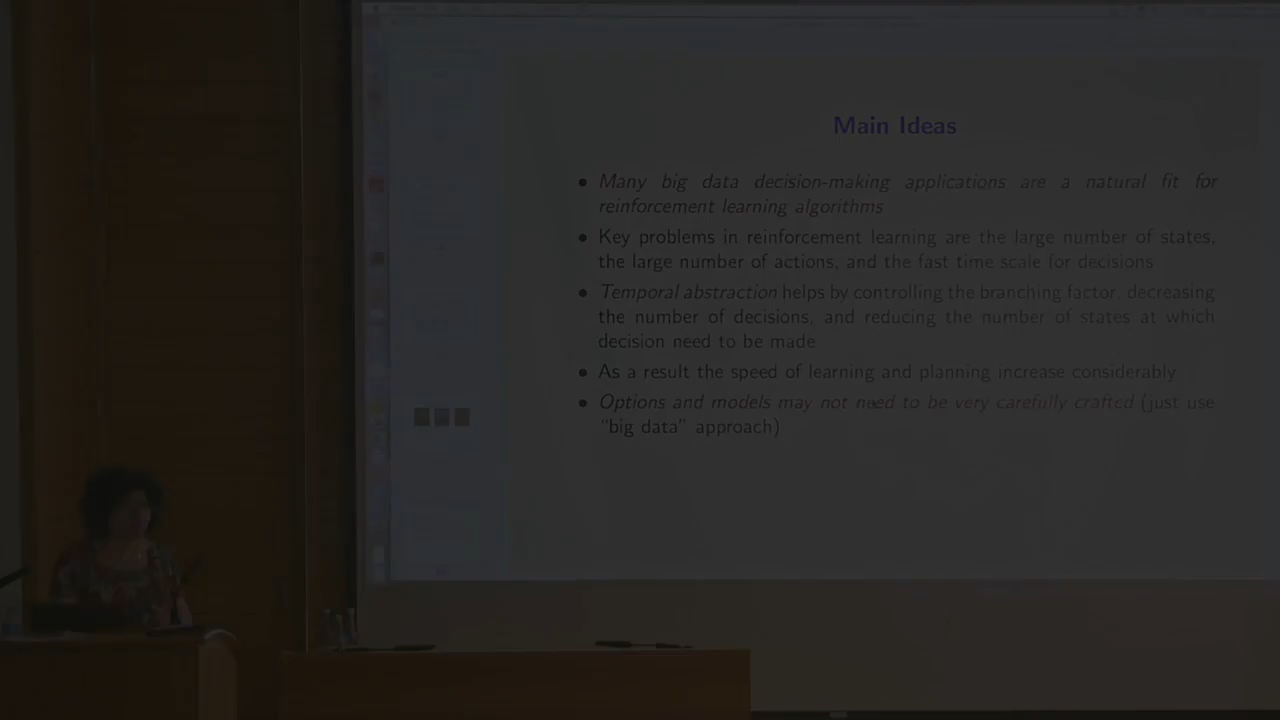 Main Ideas
• Many big data decision-making applications are a natural fit for
reinforcement learning algorithms
• Key problems in reinforcement learning are the large number of states,
the large number of actions, and the fast time scale for decisions
• Temporal abstraction helps by controlling the branching factor, decreasing
the number of decisions, and reducing the number of states at which
decision need to be made
• As a result the speed of learning and planning increase considerably
• Options and models may not need to be very carefully crafted (just use
"big data" approach)